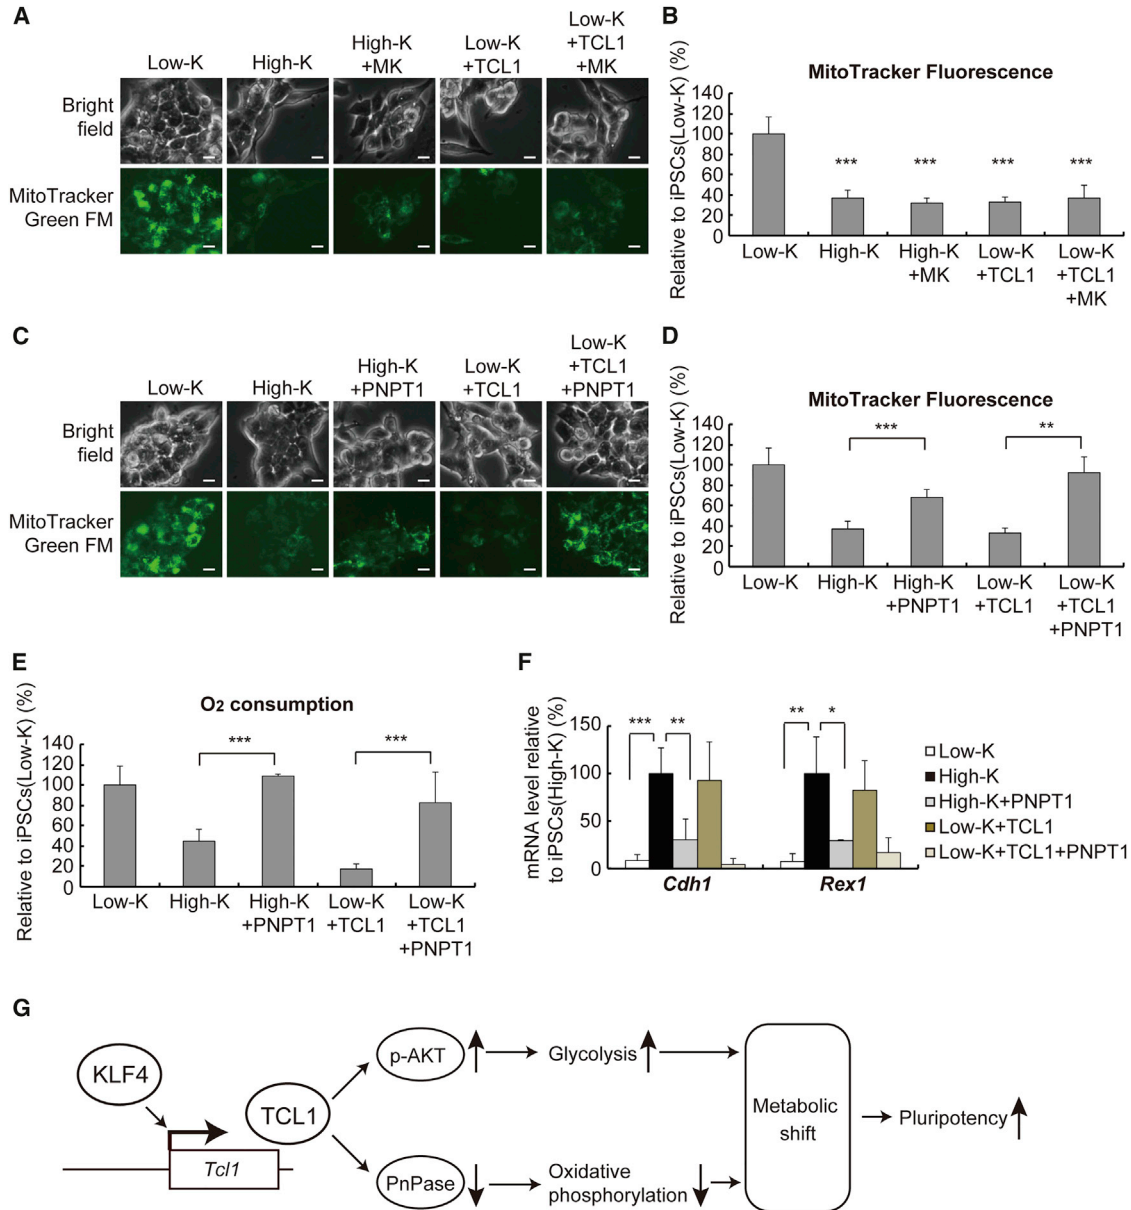 A
Low-K
High-K
High-K
+MK
Low-K
+TCL1
Low-K
+TCL1
+MK
Bright
field
MitoTracker
Green FM
B
MitoTracker Fluorescence
Relative to iPSCs(Low-K) (%)
140
120
100
80
60
40
20
0
*** *** *** ***
Low-K
High-K
High-K
+MK
Low-K
+TCL1
Low-K
+TCL1
+MK
C
Low-K
High-K
High-K
+PNPT1
Low-K
+TCL1
Low-K
+TCL1
+PNPT1
Bright
field
MitoTracker
Green FM
D
MitoTracker Fluorescence
Relative to iPSCs(Low-K) (%)
140
120
100
80
60
40
20
0
*** **
Low-K
High-K
High-K
+PNPT1
Low-K
+TCL1
Low-K
+TCL1
+PNPT1
E
O2 consumption
Relative to iPSCs(Low-K) (%)
140
120
100
80
60
40
20
0
*** ***
Low-K
High-K
High-K
+PNPT1
Low-K
+TCL1
Low-K
+TCL1
+PNPT1
F
mRNA level relative
to iPSCs(High-K) (%)
150
100
50
0
*** ** ** *
Cdh1
Rex1
Low-K
High-K
High-K+PNPT1
Low-K+TCL1
Low-K+TCL1+PNPT1
G
KLF4
Tcl1
TCL1
p-AKT
Glycolysis
PnPase
Oxidative
phosphorylation
Metabolic
shift
Pluripotency